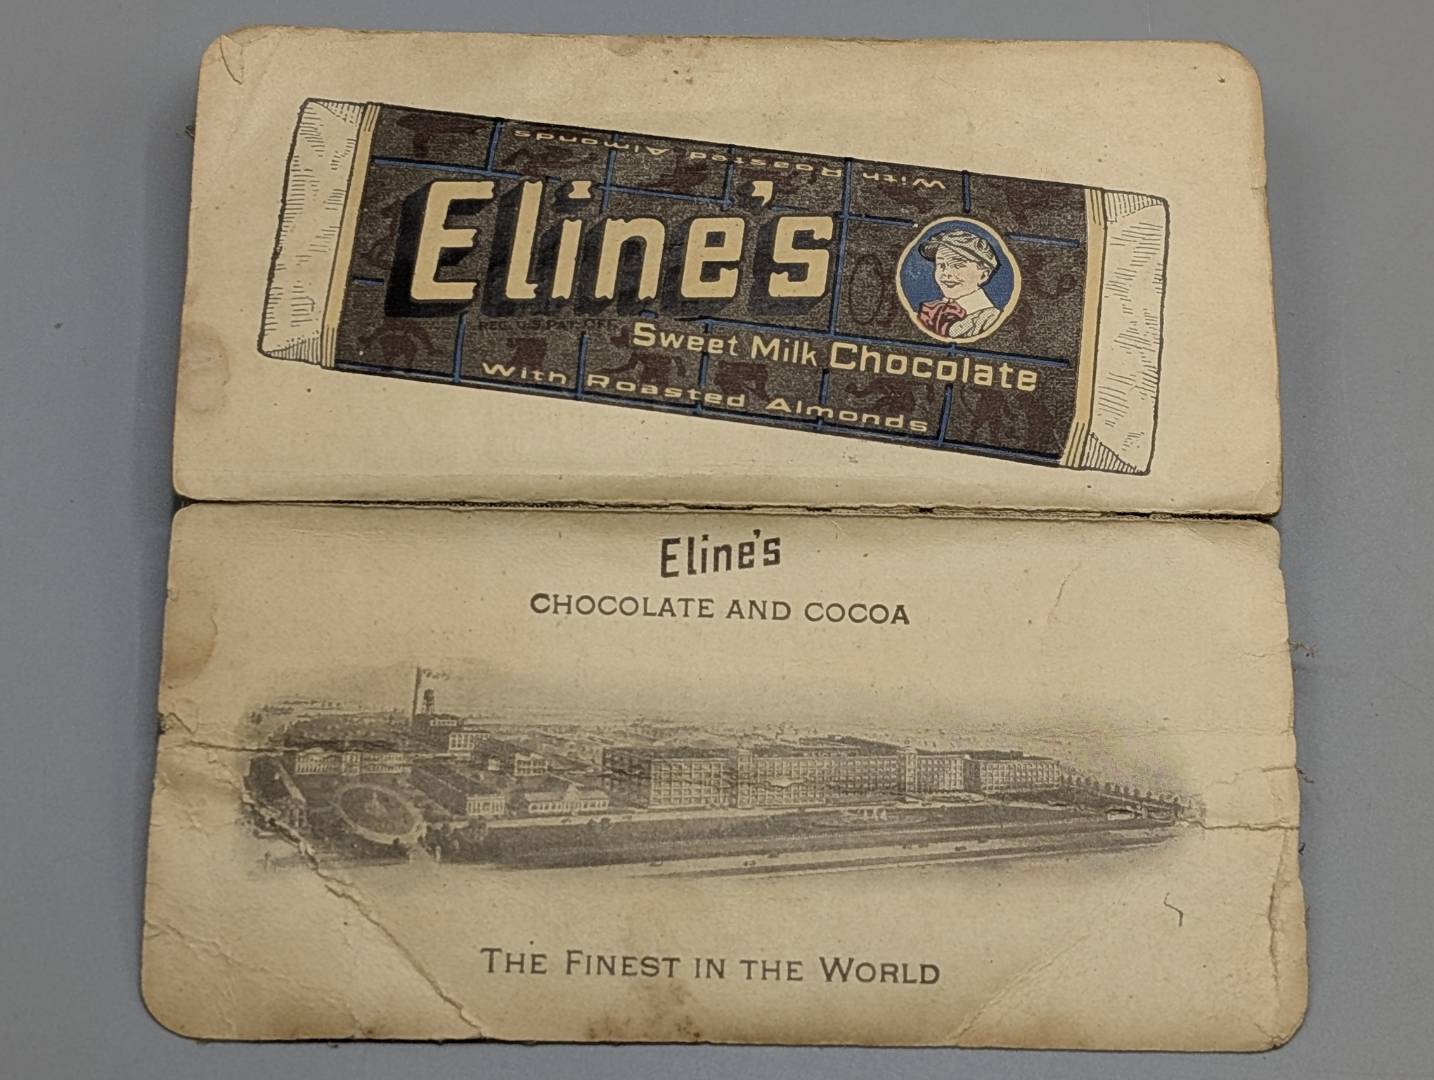 With Roasted Almonds
Eline's
REG. U.S. PAT. OFF.
Sweet Milk Chocolate
With Roasted Almonds
Eline's
CHOCOLATE AND COCOA
THE FINEST IN THE WORLD